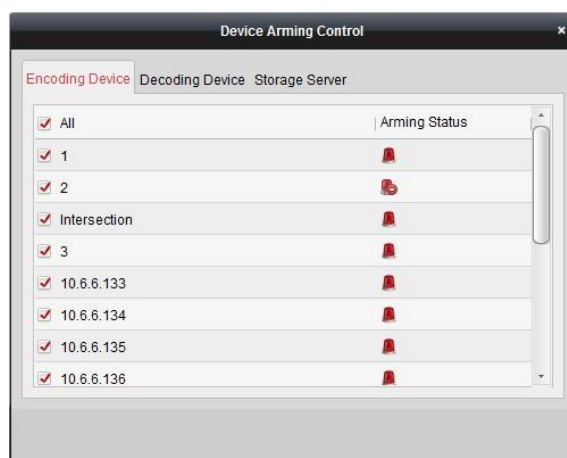 Device Arming Control ×
Encoding Device Decoding Device Storage Server
All Arming Status
1
2
Intersection
3
10.6.6.133
10.6.6.134
10.6.6.135
10.6.6.136